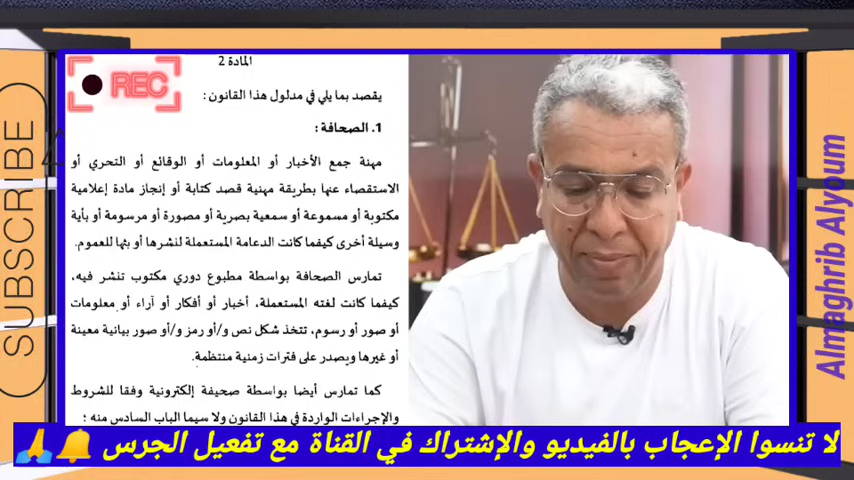 SUBSCRIBE
REC
المادة 2
يقصد بما يلي في مدلول هذا القانون :
1. الصحافة :
مهنة جمع الأخبار أو المعلومات أو الوقائع أو التحري أو
الاستقصاء عنها بطريقة مهنية قصد كتابة أو إنجاز مادة إعلامية
مكتوبة أو مسموعة أو سمعية بصرية أو مصورة أو مرسومة أو بأية
وسيلة أخرى كيفما كانت الدعامة المستعملة لنشرها أو بثها للعموم.
تمارس الصحافة بواسطة مطبوع دوري مكتوب تنشر فيه،
كيفما كانت لغته المستعملة، أخبار أو أفكار أو آراء أو معلومات
أو صور أو رسوم، تتخذ شكل نص و/أو رمز و/أو صور بيانية معينة
أو غيرها ويصدر على فترات زمنية منتظمة.
كما تمارس أيضا بواسطة صحيفة إلكترونية وفقا للشروط
والإجراءات الواردة في هذا القانون ولا سيما الباب السادس منه ؛
Almaghrib Alyoum
لا تنسوا الإعجاب بالفيديو والإشتراك في القناة مع تفعيل الجرس 🔔🙏